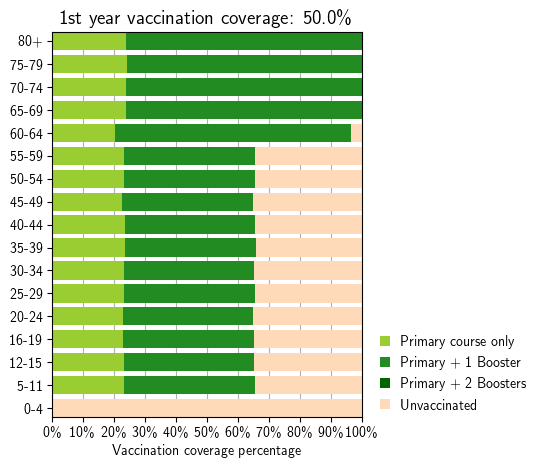 1st year vaccination coverage: 50.0%
80+
75-79
70-74
65-69
60-64
55-59
50-54
45-49
40-44
35-39
30-34
25-29
20-24
16-19
12-15
5-11
0-4
0% 10% 20% 30% 40% 50% 60% 70% 80% 90% 100%
Vaccination coverage percentage
Primary course only
Primary + 1 Booster
Primary + 2 Boosters
Unvaccinated